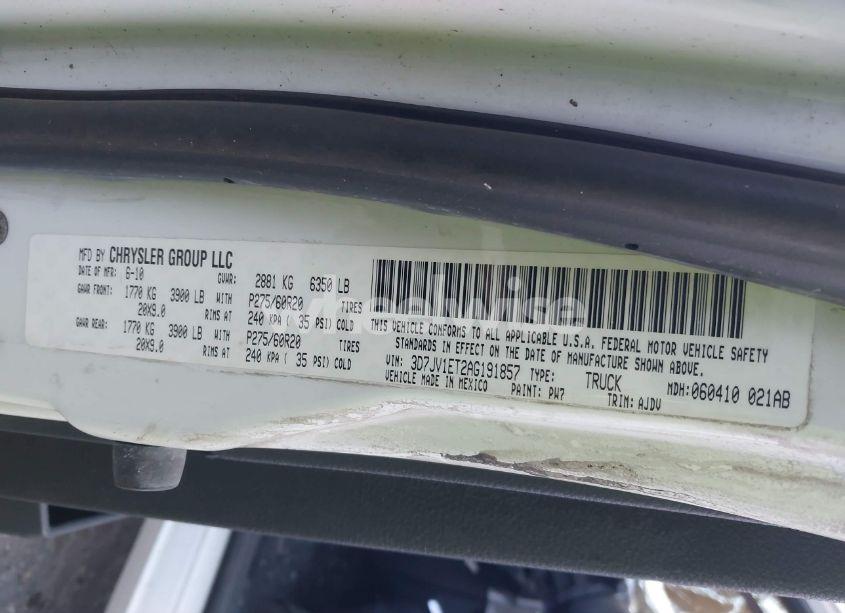 MFD BY CHRYSLER GROUP LLC
DATE OF MFR: 6-10 GVWR: 2881 KG 6350 LB
GAWR FRONT: 1770 KG 3900 LB WITH P275/60R20 TIRES
20X9.0 RIMS AT 240 KPA ( 35 PSI) COLD
GAWR REAR: 1770 KG 3900 LB WITH P275/60R20 TIRES
20X9.0 RIMS AT 240 KPA ( 35 PSI) COLD
THIS VEHICLE CONFORMS TO ALL APPLICABLE U.S.A. FEDERAL MOTOR VEHICLE SAFETY
STANDARDS IN EFFECT ON THE DATE OF MANUFACTURE SHOWN ABOVE.
VIN: 3D7JV1ET2AG191857 TYPE: TRUCK MDH:060410 021AB
VEHICLE MADE IN MEXICO PAINT: PW7 TRIM: AJDV
wheelwise